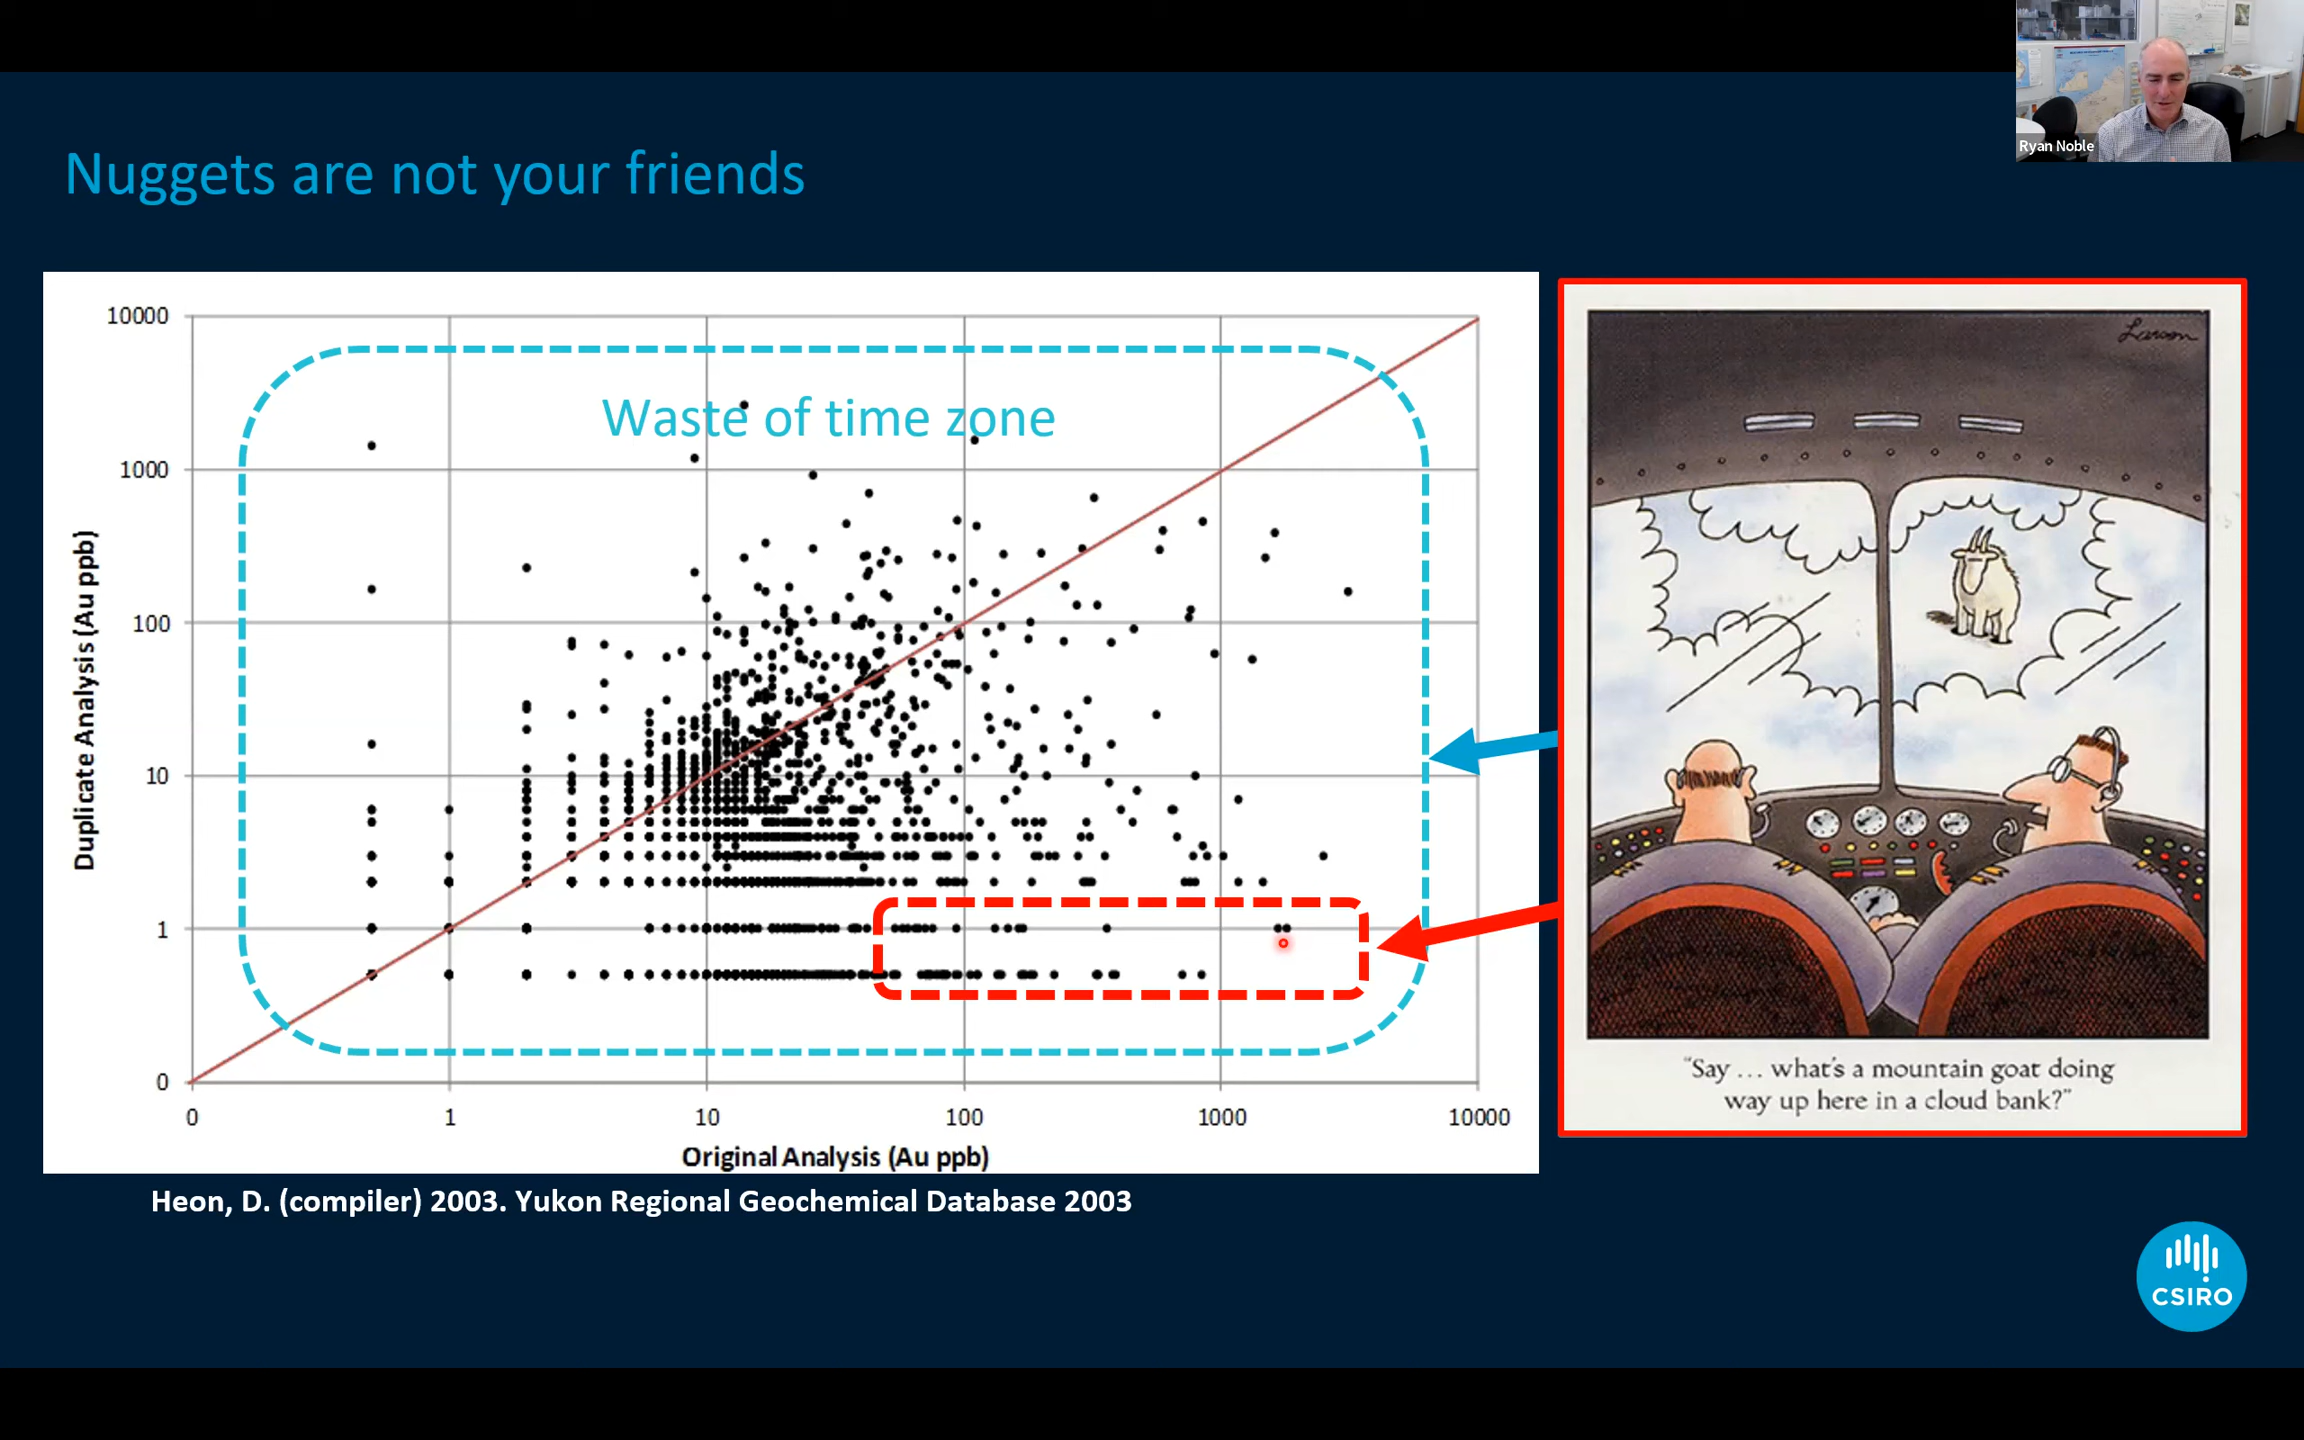 Ryan Noble
Nuggets are not your friends
10000
1000
100
10
1
0
Duplicate Analysis (Au ppb)
Waste of time zone
0 1 10 100 1000 10000
Original Analysis (Au ppb)
Heon, D. (compiler) 2003. Yukon Regional Geochemical Database 2003
Larson
"Say ... what's a mountain goat doing
way up here in a cloud bank?"
CSIRO